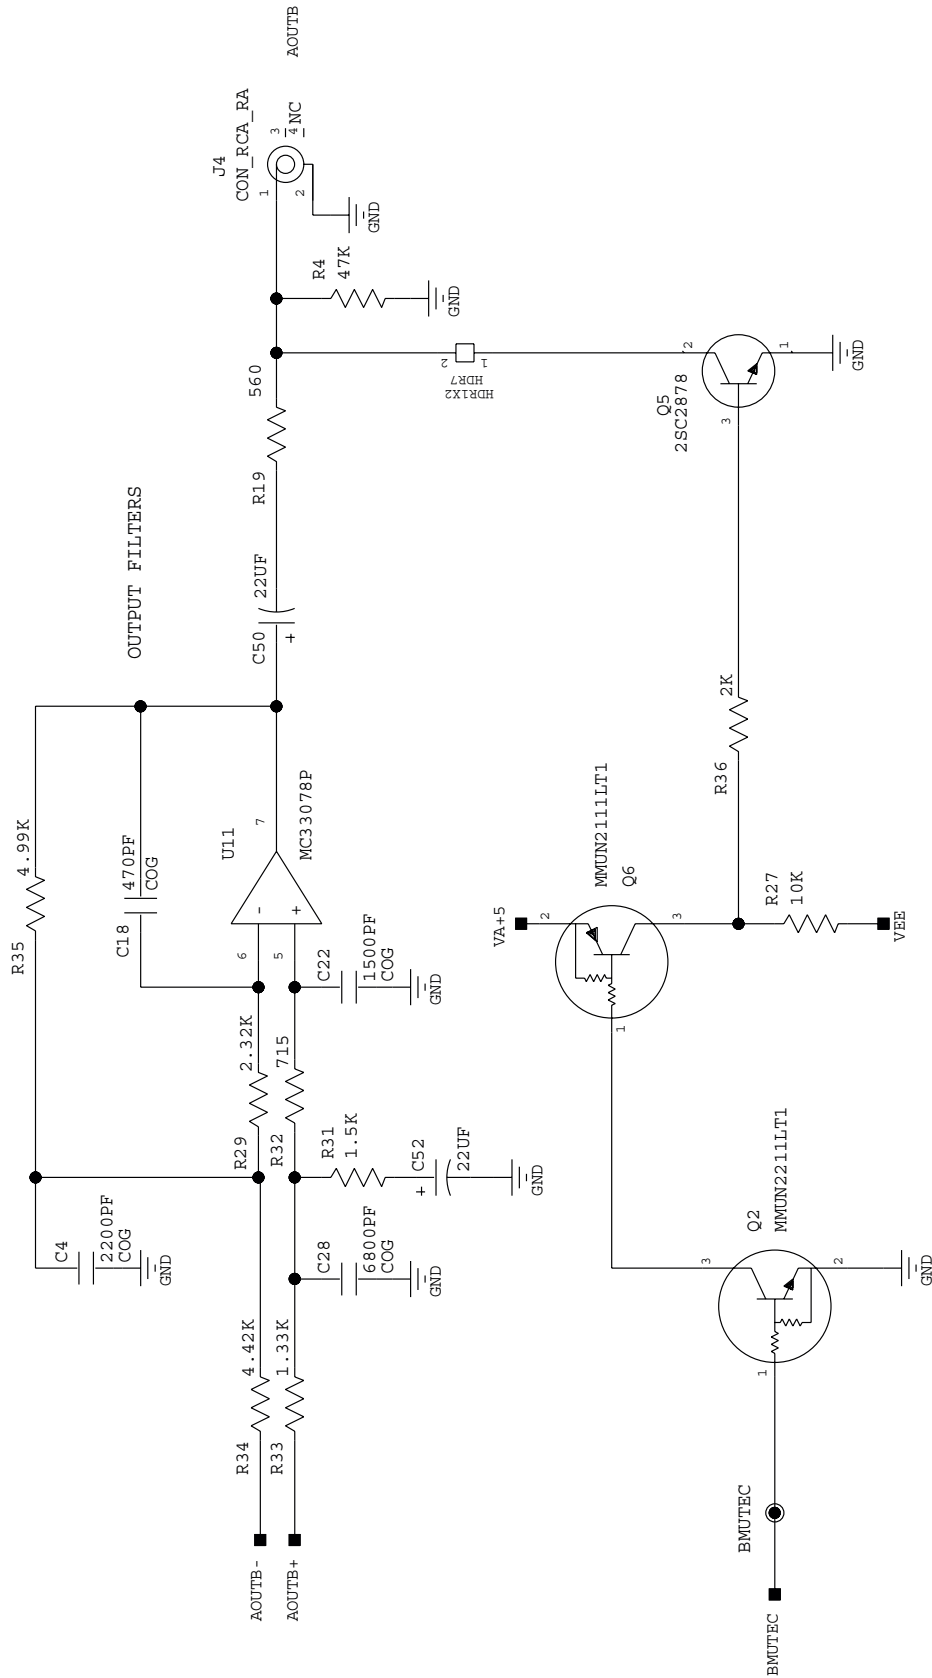 OUTPUT FILTERS
AOUTB
J4
CON_RCA_RA
1
2
3
4
NC
GND
R4
47K
GND
560
R19
22UF
C50
+
HDR1X2
HDR7
2
1
Q5
2SC2878
2
1
3
GND
R35
4.99K
C18
470PF
COG
U11
MC33078P
7
6
5
-
+
C22
1500PF
COG
GND
R29
2.32K
R32
715
R31
1.5K
C52
+
22UF
GND
C4
2200PF
COG
GND
C28
6800PF
COG
GND
R34
4.42K
R33
1.33K
AOUTB-
AOUTB+
R36
2K
MMUN2111LT1
Q6
VA+5
2
3
1
R27
10K
VEE
Q2
MMUN2211LT1
3
2
1
GND
BMUTEC
BMUTEC